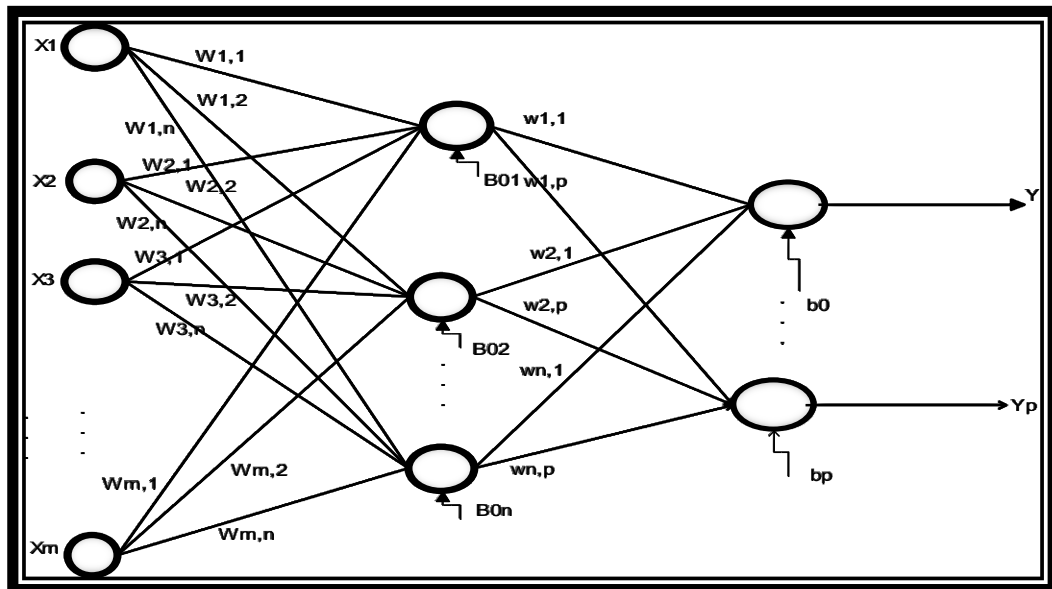 X1
W1,1
W1,2
W1,n
w1,1
X2
W2,1
W2,2
B01
w1,p
Y
W2,n
w2,1
X3
W3,1
W3,2
w2,p
b0
W3,n
B02
wn,1
Yp
Wm,1
Wm,2
wn,p
bp
B0n
Wm,n
Xm